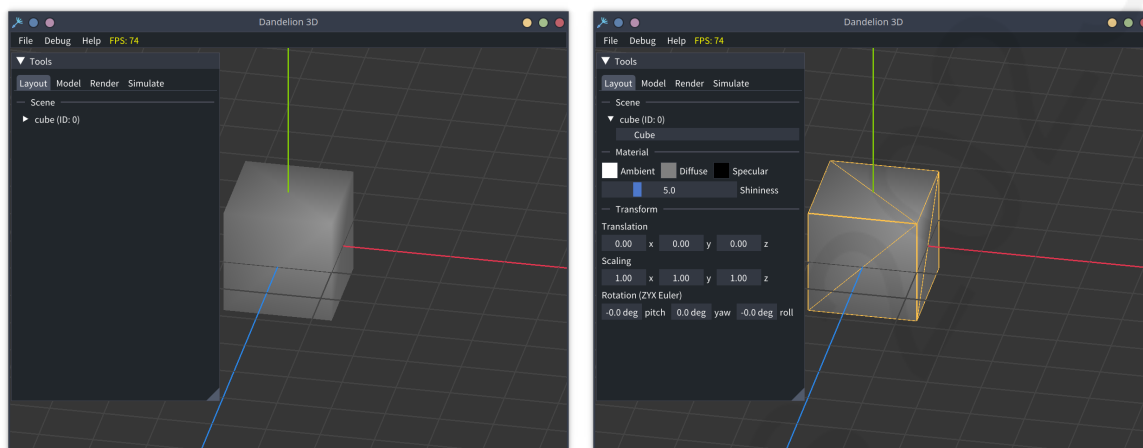 Dandelion 3D
File Debug Help FPS: 74
Tools
Layout Model Render Simulate
Scene
cube (ID: 0)
Dandelion 3D
File Debug Help FPS: 74
Tools
Layout Model Render Simulate
Scene
cube (ID: 0)
Cube
Material
Ambient Diffuse Specular
5.0 Shininess
Transform
Translation
0.00 x 0.00 y 0.00 z
Scaling
1.00 x 1.00 y 1.00 z
Rotation (ZYX Euler)
-0.0 deg pitch 0.0 deg yaw -0.0 deg roll